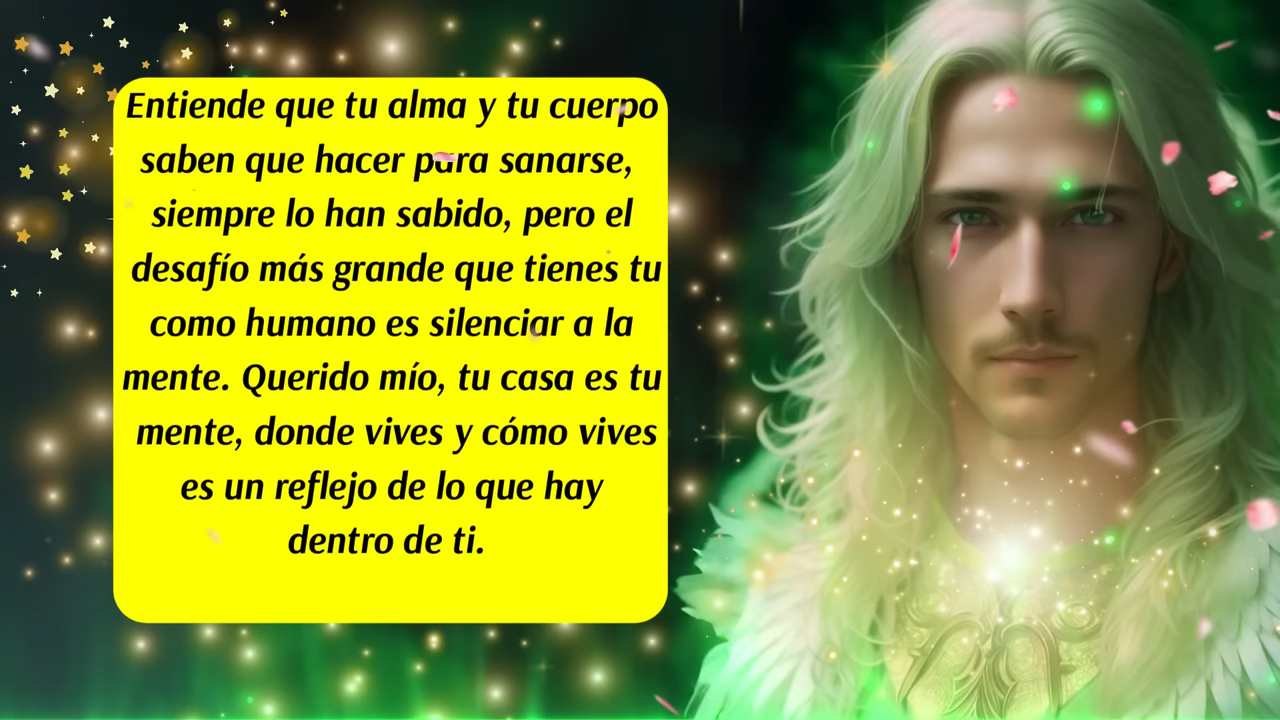 Entiende que tu alma y tu cuerpo
saben que hacer para sanarse,
siempre lo han sabido, pero el
desafío más grande que tienes tu
como humano es silenciar a la
mente. Querido mío, tu casa es tu
mente, donde vives y cómo vives
es un reflejo de lo que hay
dentro de ti.